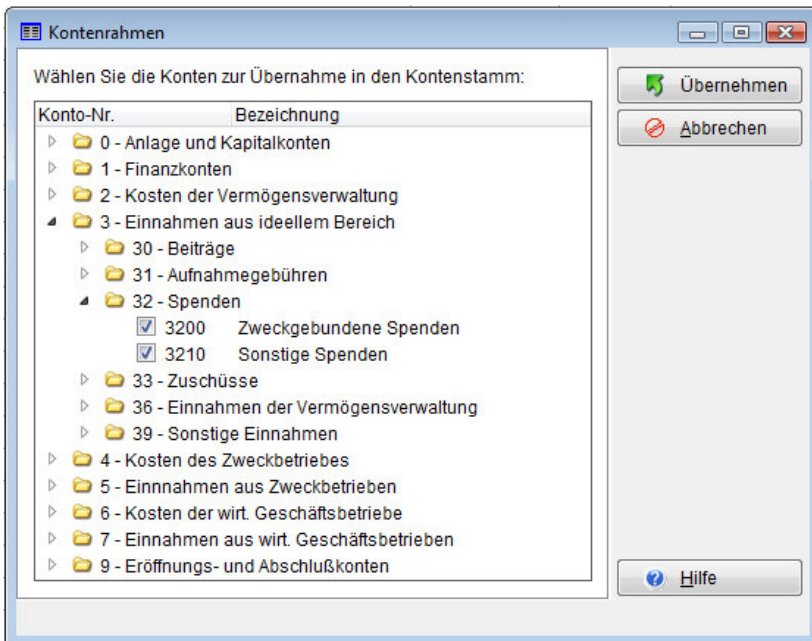 Kontenrahmen
Wählen Sie die Konten zur Übernahme in den Kontenstamm:
Konto-Nr. Bezeichnung
0 - Anlage und Kapitalkonten
1 - Finanzkonten
2 - Kosten der Vermögensverwaltung
3 - Einnahmen aus ideellem Bereich
30 - Beiträge
31 - Aufnahmegebühren
32 - Spenden
3200 Zweckgebundene Spenden
3210 Sonstige Spenden
33 - Zuschüsse
36 - Einnahmen der Vermögensverwaltung
39 - Sonstige Einnahmen
4 - Kosten des Zweckbetriebes
5 - Einnnahmen aus Zweckbetrieben
6 - Kosten der wirt. Geschäftsbetriebe
7 - Einnahmen aus wirt. Geschäftsbetrieben
9 - Eröffnungs- und Abschlußkonten
Übernehmen
Abbrechen
Hilfe